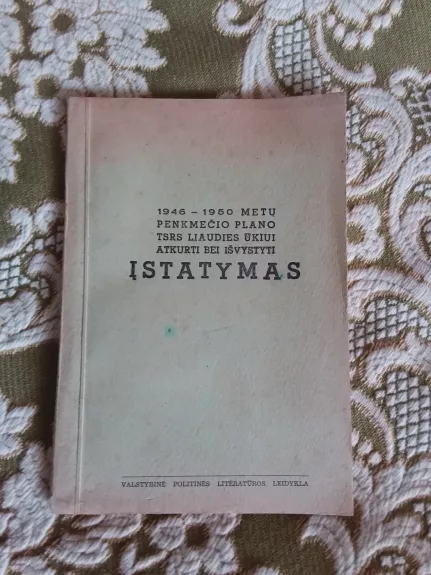 1946 – 1950 METŲ
PENKMEČIO PLANO
TSRS LIAUDIES ŪKIUI
ATKURTI BEI IŠVYSTYTI
ĮSTATYMAS
VALSTYBINĖ POLITINĖS LITERATŪROS LEIDYKLA